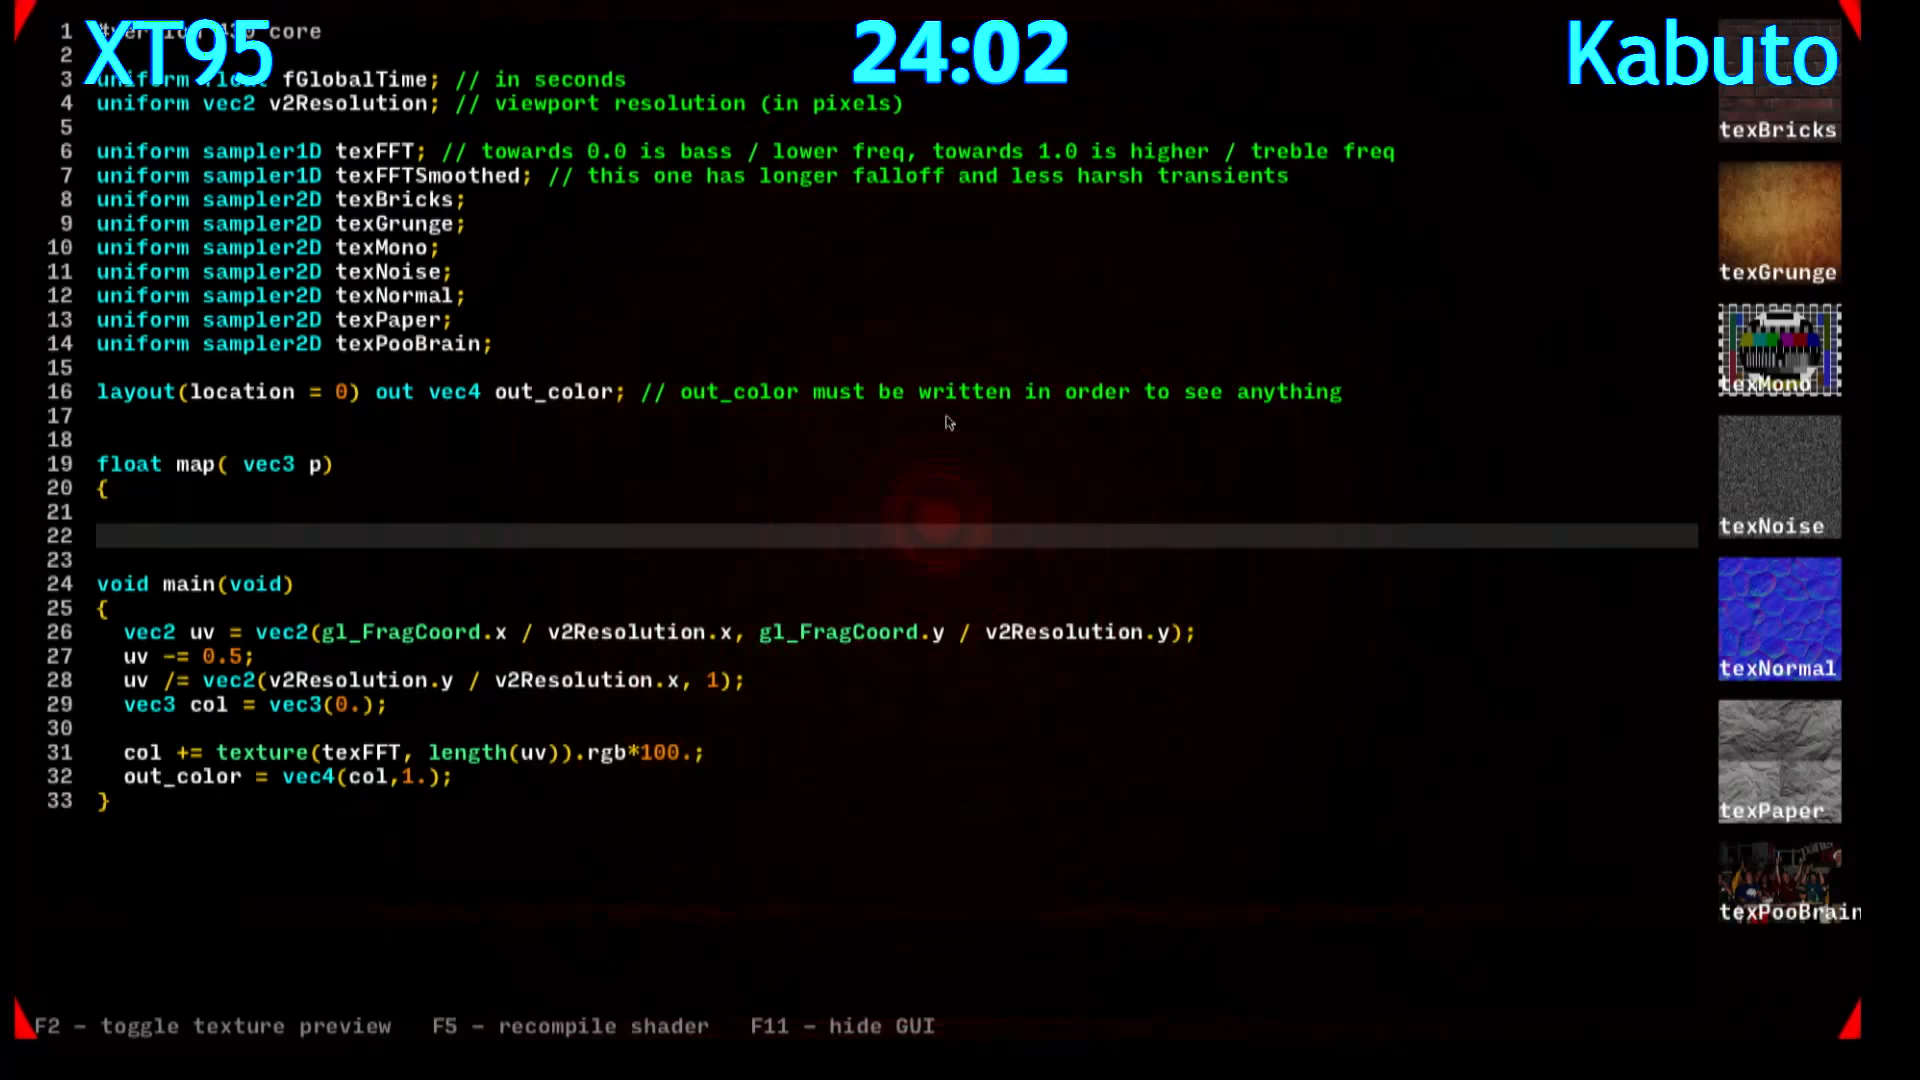 XT95
24:02
Kabuto
1 #version 430 core
2
3 uniform float fGlobalTime; // in seconds
4 uniform vec2 v2Resolution; // viewport resolution (in pixels)
5
6 uniform sampler1D texFFT; // towards 0.0 is bass / lower freq, towards 1.0 is higher / treble freq
7 uniform sampler1D texFFTSmoothed; // this one has longer falloff and less harsh transients
8 uniform sampler2D texBricks;
9 uniform sampler2D texGrunge;
10 uniform sampler2D texMono;
11 uniform sampler2D texNoise;
12 uniform sampler2D texNormal;
13 uniform sampler2D texPaper;
14 uniform sampler2D texPooBrain;
15
16 layout(location = 0) out vec4 out_color; // out_color must be written in order to see anything
17
18
19 float map( vec3 p)
20 {
21
22
23
24 void main(void)
25 {
26 vec2 uv = vec2(gl_FragCoord.x / v2Resolution.x, gl_FragCoord.y / v2Resolution.y);
27 uv -= 0.5;
28 uv /= vec2(v2Resolution.y / v2Resolution.x, 1);
29 vec3 col = vec3(0.);
30
31 col += texture(texFFT, length(uv)).rgb*100.;
32 out_color = vec4(col,1.);
33 }
texBricks
texGrunge
texMono
texNoise
texNormal
texPaper
texPooBrain
F2 - toggle texture preview F5 - recompile shader F11 - hide GUI